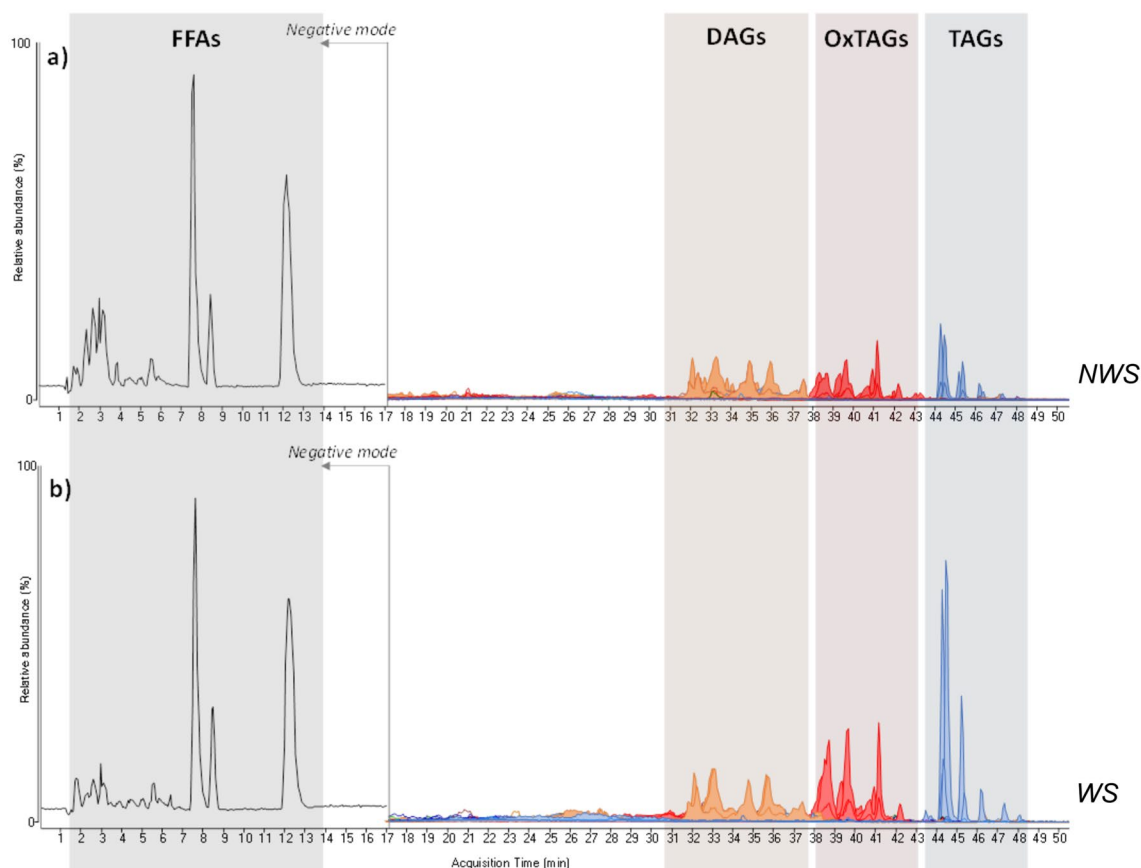 FFAs
Negative mode
DAGs
OxTAGs
TAGs
100
a)
Relative abundance (%)
0
1 2 3 4 5 6 7 8 9 10 11 12 13 14 15 16 17 18 19 20 21 22 23 24 25 26 27 28 29 30 31 32 33 34 35 36 37 38 39 40 41 42 43 44 45 46 47 48 49 50
NWS
Negative mode
100
b)
Relative abundance (%)
0
1 2 3 4 5 6 7 8 9 10 11 12 13 14 15 16 17 18 19 20 21 22 23 24 25 26 27 28 29 30 31 32 33 34 35 36 37 38 39 40 41 42 43 44 45 46 47 48 49 50
WS
Acquisition Time (min)